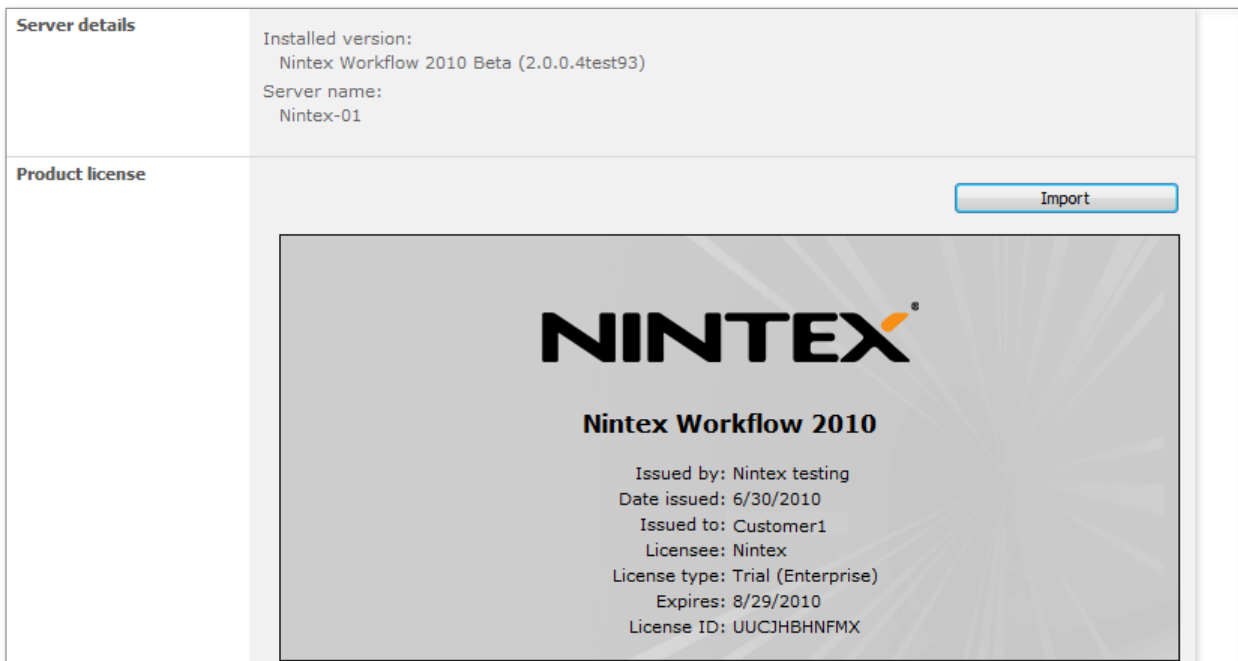 Server details
Installed version:
Nintex Workflow 2010 Beta (2.0.0.4test93)
Server name:
Nintex-01
Product license
Import
NINTEX®
Nintex Workflow 2010
Issued by: Nintex testing
Date issued: 6/30/2010
Issued to: Customer1
Licensee: Nintex
License type: Trial (Enterprise)
Expires: 8/29/2010
License ID: UUCJHBHNFMX